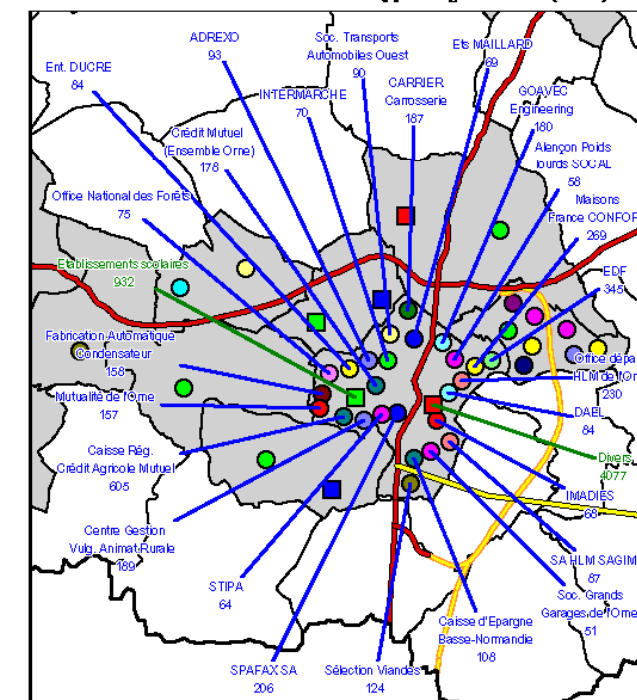 ADREXO
93
Soc. Transports
Automobiles Ouest
90
Ets MAILLARD
69
Ent. DUCRE
84
INTERMARCHE
70
CARRIER
Carrosserie
187
GOAVEC
Engineering
180
Crédit Mutuel
(Ensemble Orne)
178
Alençon Poids
lourds SOCAL
58
Office National des Forêts
75
Maisons
France CONFOR
269
Etablissements scolaires
932
EDF
345
Fabrication Automatique
Condensateur
158
Office dépa
HLM de l'Or
230
Mutualité de l'Orne
157
DAEL
84
Caisse Rég.
Crédit Agricole Mutuel
605
Divers
4077
IMADIES
68
Centre Gestion
Vulg. Animat Rurale
189
SA HLM SAGIM
87
STIPA
64
Soc. Grands
Garages de l'Orne
51
Caisse d'Epargne
Basse-Normandie
108
SPAFAX SA
206
Sélection Viandes
124